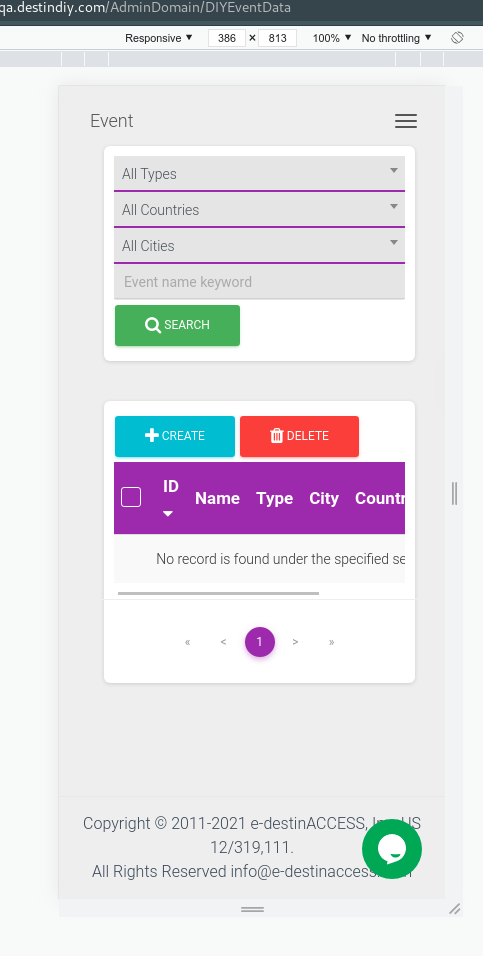 qa.destindiy.com/AdminDomain/DIYEventData
Responsive 386 × 813 100% No throttling
Event
All Types
All Countries
All Cities
Event name keyword
SEARCH
CREATE DELETE
ID Name Type City Countr
No record is found under the specified se
« < 1 > »
Copyright © 2011-2021 e-destinACCESS, US
12/319,111.
All Rights Reserved info@e-destinaccess